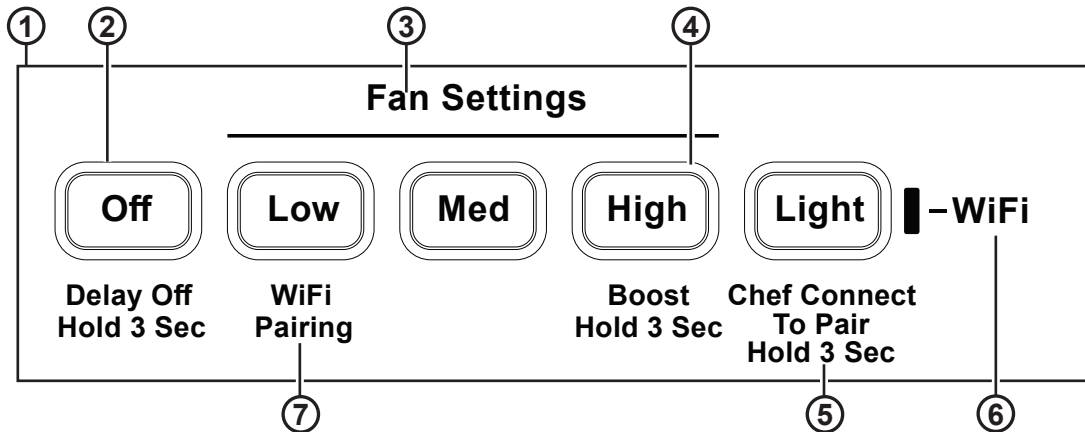 ① ② ③ ④
Fan Settings
Off Low Med High Light -WiFi
Delay Off
Hold 3 Sec
WiFi
Pairing
Boost
Hold 3 Sec
Chef Connect
To Pair
Hold 3 Sec
⑦ ⑤ ⑥